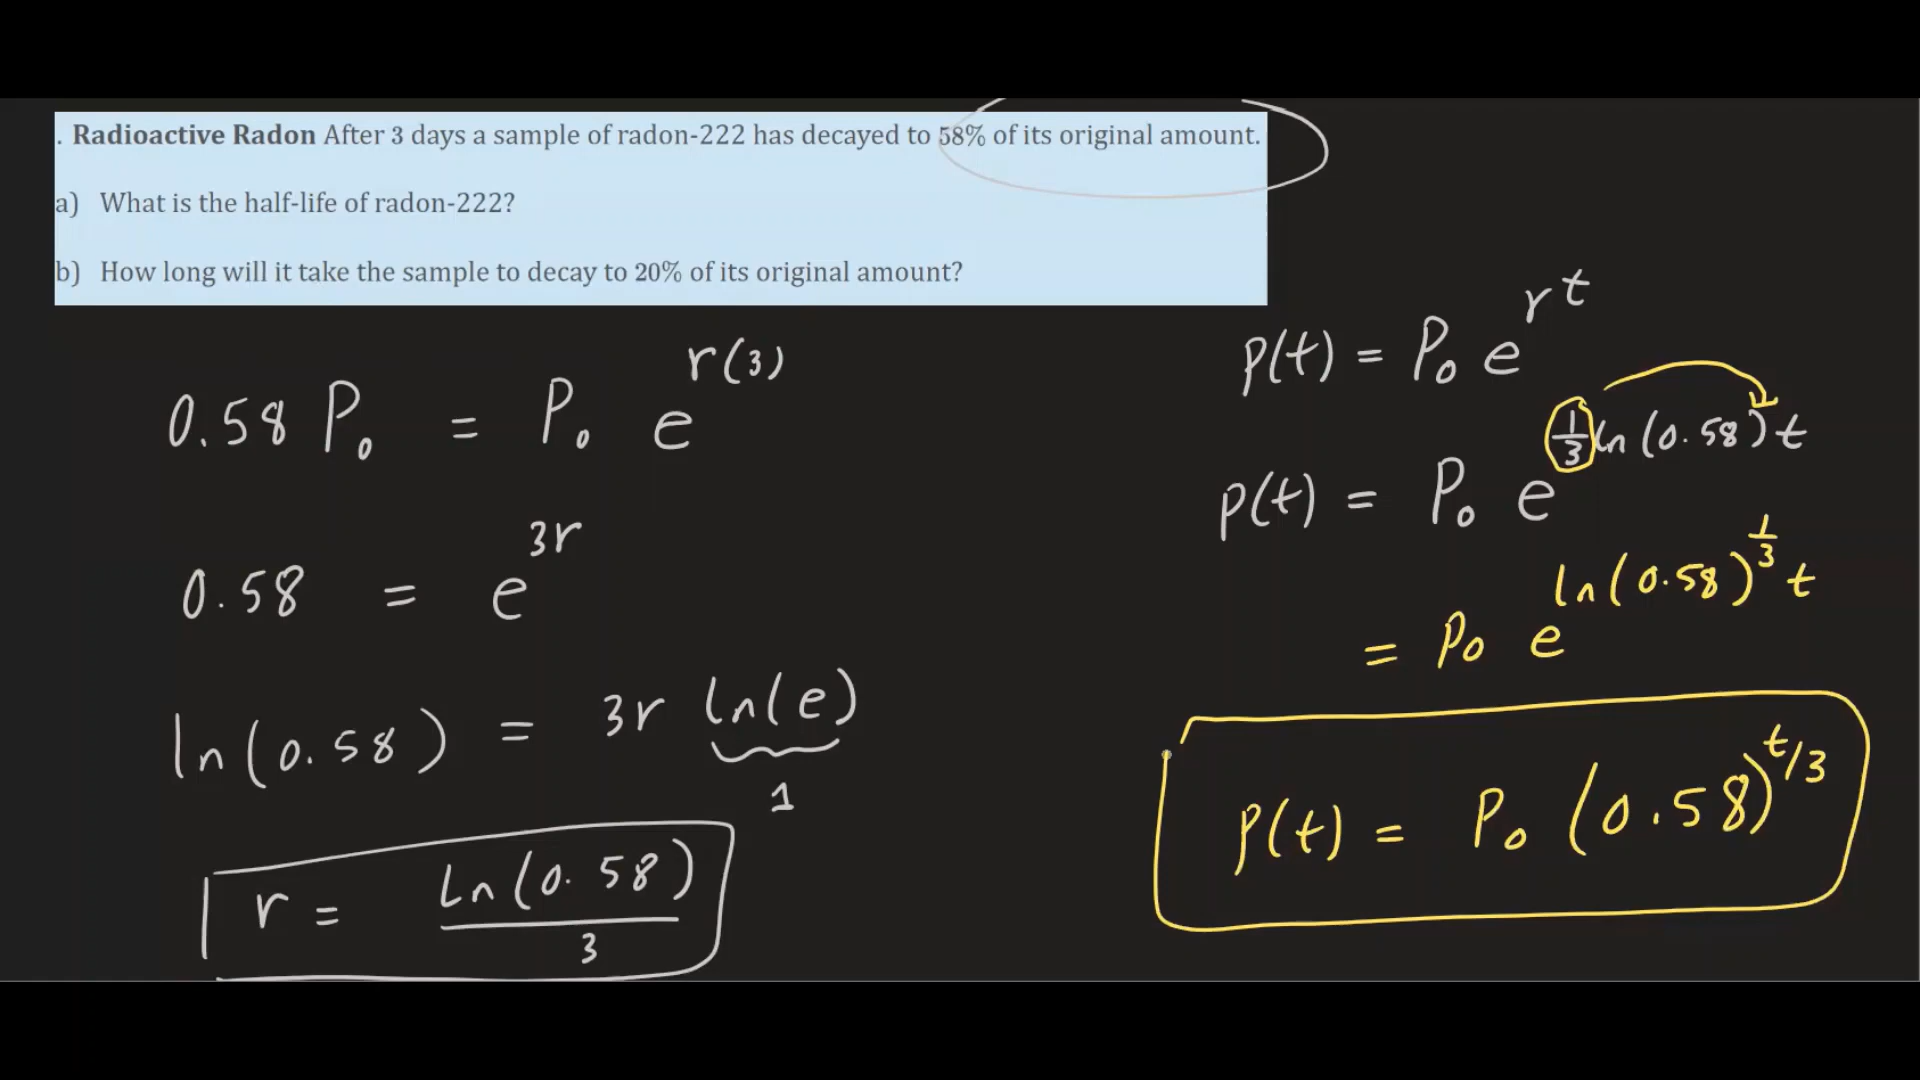 . Radioactive Radon After 3 days a sample of radon-222 has decayed to 58% of its original amount.
a) What is the half-life of radon-222?
b) How long will it take the sample to decay to 20% of its original amount?
0.58 P₀ = P₀ e^{r(3)}
0.58 = e^{3r}
ln(0.58) = 3r ln(e)
1
r = Ln(0.58)/3
P(t) = P₀ e^{rt}
P(t) = P₀ e^{1/3 ln(0.58)t}
= P₀ e^{ln(0.58)^{1/3} t}
P(t) = P₀ (0.58)^{t/3}